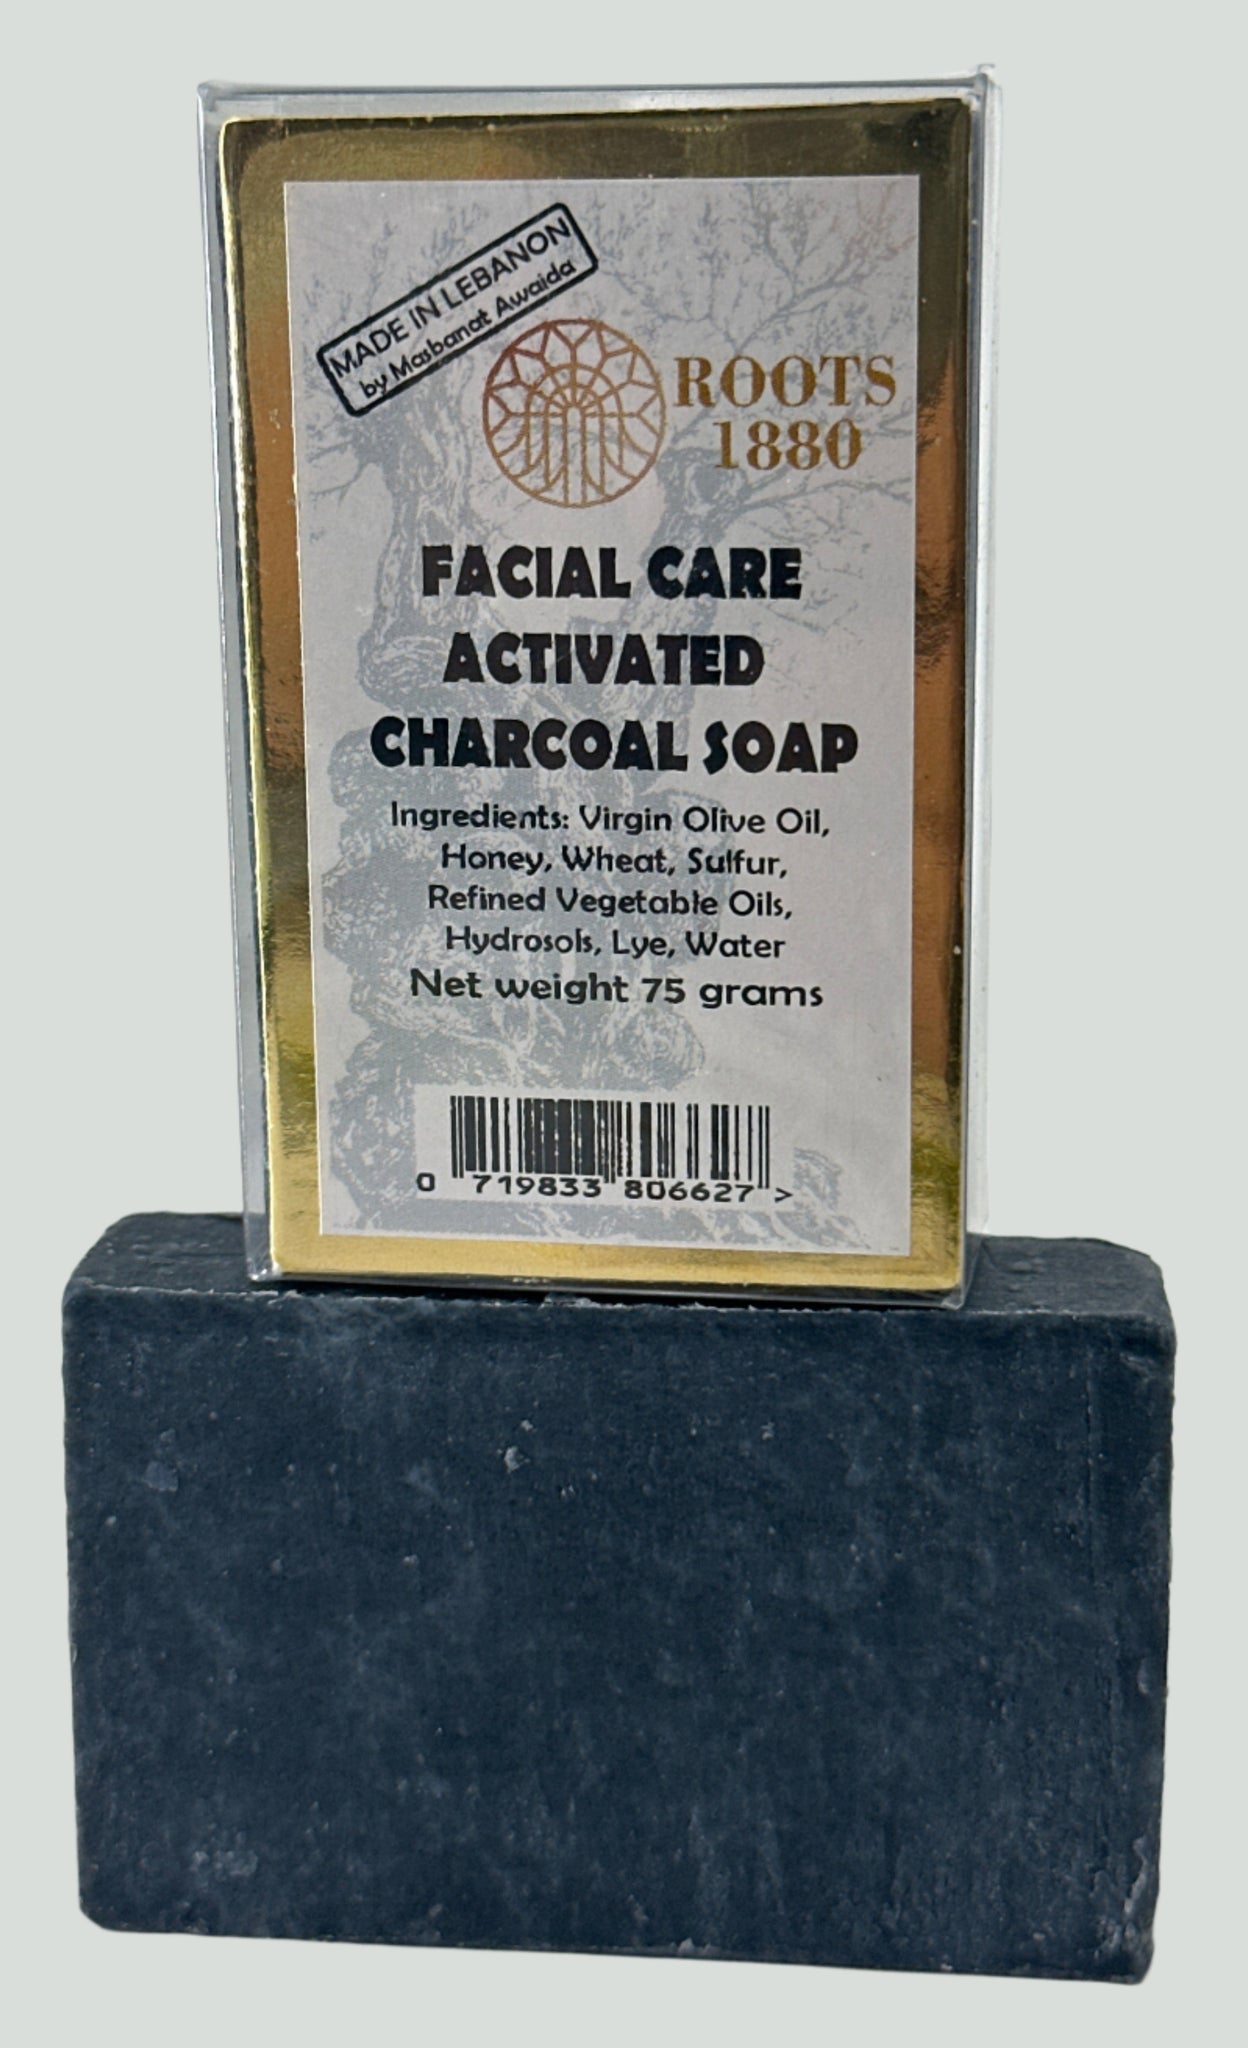 MADE IN LEBANON
by Masbanat Awaida
ROOTS
1880
FACIAL CARE
ACTIVATED
CHARCOAL SOAP
Ingredients: Virgin Olive Oil,
Honey, Wheat, Sulfur,
Refined Vegetable Oils,
Hydrosols, Lye, Water
Net weight 75 grams
0 719833 806627 >